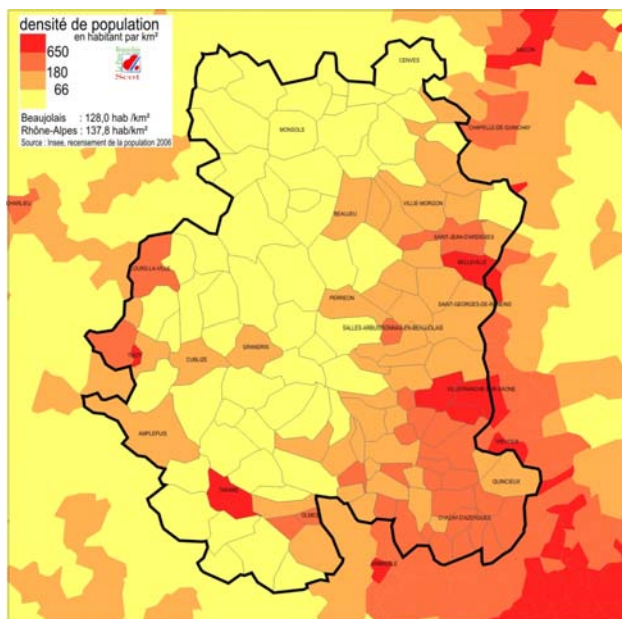 densité de population
en habitant par km²
650
180
66
Scot
Beaujolais : 128,0 hab /km²
Rhône-Alpes : 137,8 hab/km²
Source : Insee, recensement de la population 2006
CENVES
MONSOLS
CHAPELLE-DE-GUINCHAY
CHARLIEU
BEAUJEU
VILLIE-MORGON
SAINT-JEAN-D'ARDIERES
BELLEVILLE
COURS-LA-VILLE
PERREON
SAINT-GEORGES-DE-RENEINS
SALLES-ARBUISSONNAS-EN-BEAUJOLAIS
THIZY
CUBLIZE
GRANDRIS
VILLEFRANCHE-SUR-SAONE
AMPLEPUIS
QUINCIEUX
TARARE
CHAZAY-D'AZERGUES